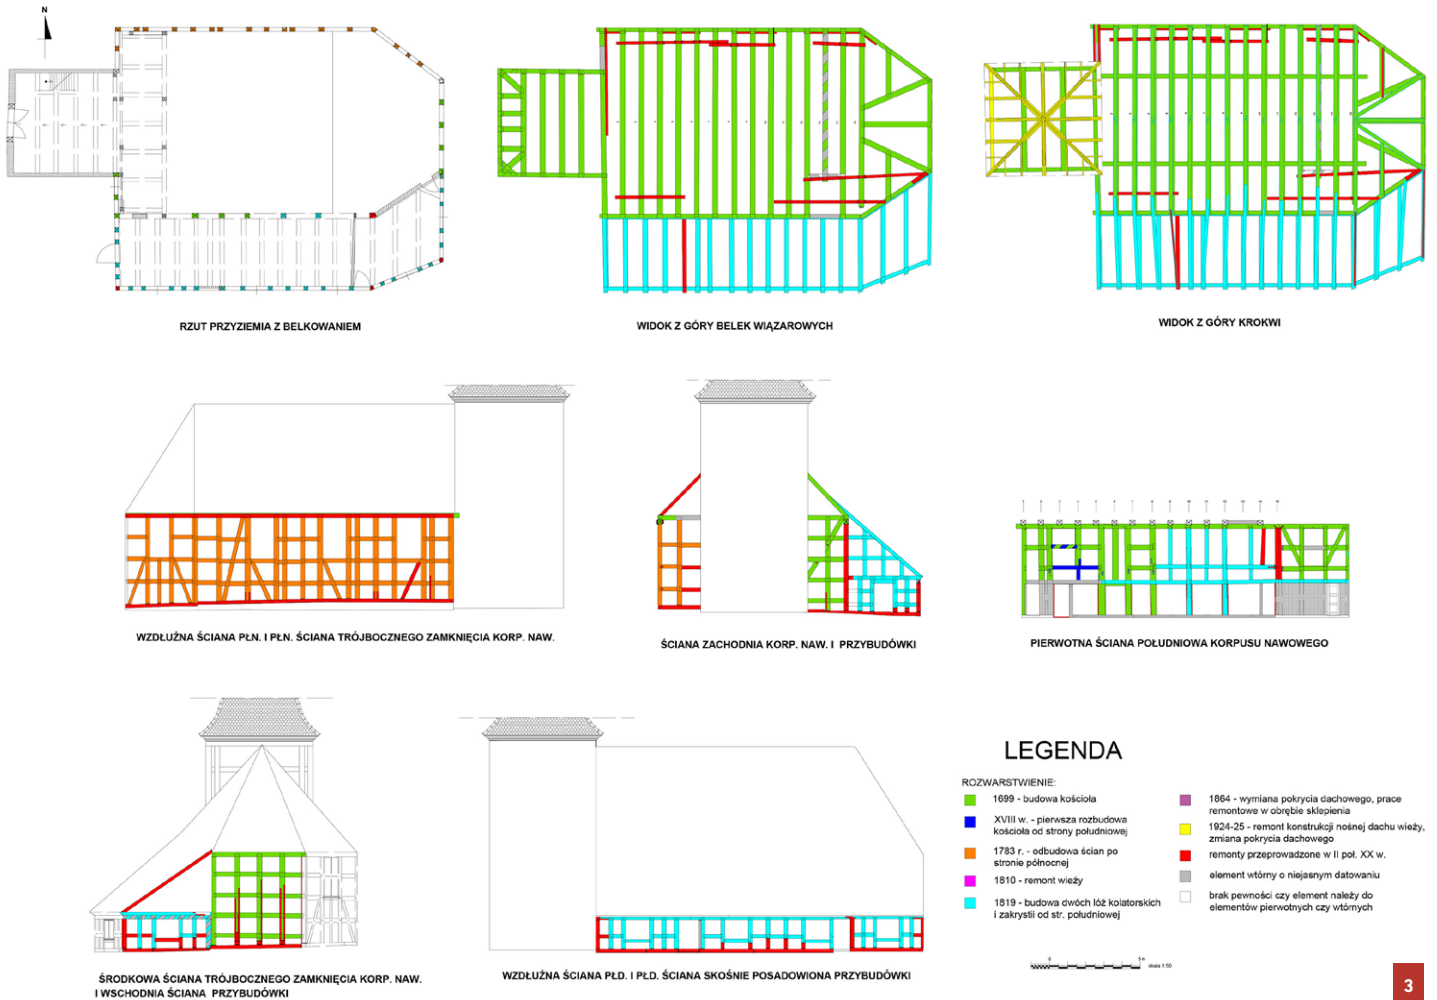 N
RZUT PRZYZIEMIA Z BELKOWANIEM
WIDOK Z GÓRY BELEK WIĄZAROWYCH
WIDOK Z GÓRY KROKWI
WZDŁUŻNA ŚCIANA PŁN. I PŁN. ŚCIANA TRÓJBOCZNEGO ZAMKNIĘCIA KORP. NAW.
ŚCIANA ZACHODNIA KORP. NAW. I PRZYBUDÓWKI
PIERWOTNA ŚCIANA POŁUDNIOWA KORPUSU NAWOWEGO
ŚRODKOWA ŚCIANA TRÓJBOCZNEGO ZAMKNIĘCIA KORP. NAW.
I WSCHODNIA ŚCIANA PRZYBUDÓWKI
WZDŁUŻNA ŚCIANA PŁD. I PŁD. ŚCIANA SKOŚNIE POSADOWIONA PRZYBUDÓWKI
LEGENDA
ROZWARSTWIENIE:
1699 - budowa kościoła
XVIII w. - pierwsza rozbudowa
kościoła od strony południowej
1783 r. - odbudowa ścian po
stronie północnej
1810 - remont wieży
1819 - budowa dwóch lóż kolatorskich
i zakrystii od str. południowej
1864 - wymiana pokrycia dachowego, prace
remontowe w obrębie sklepienia
1924-25 - remont konstrukcji nośnej dachu wieży,
zmiana pokrycia dachowego
remonty przeprowadzone w II poł. XX w.
element wtórny o niejasnym datowaniu
brak pewności czy element należy do
elementów pierwotnych czy wtórnych
0 5 m skala 1:50
3